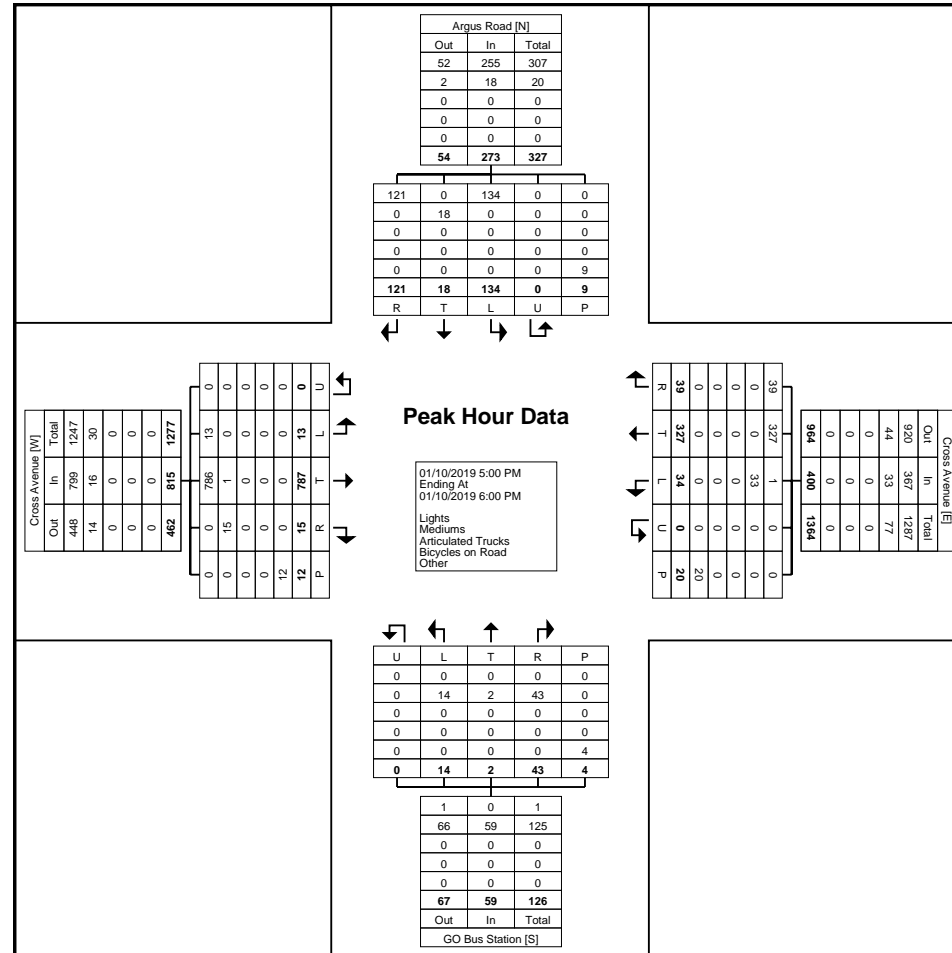 Argus Road [N]
Out In Total
52 255 307
2 18 20
0 0 0
0 0 0
0 0 0
54 273 327
121 0 134 0 0
0 18 0 0 0
0 0 0 0 0
0 0 0 0 0
0 0 0 0 9
121 18 134 0 9
R T L U P
Cross Avenue [W]
Total In Out
1247 799 448
30 16 14
0 0 0
0 0 0
0 0 0
1277 815 462
0 13 786 0 0
0 0 1 15 0
0 0 0 0 0
0 0 0 0 0
0 0 0 0 12
0 13 787 15 12
U L T R P
Peak Hour Data
01/10/2019 5:00 PM
Ending At
01/10/2019 6:00 PM
Lights
Mediums
Articulated Trucks
Bicycles on Road
Other
R T L U P
39 327 34 0 20
0 0 0 0 20
0 0 0 0 0
0 0 0 0 0
0 0 33 0 0
39 327 1 0 0
964 400 1364
0 0 0
0 0 0
0 0 0
44 33 77
920 367 1287
Out In Total
Cross Avenue [E]
U L T R P
0 0 0 0 0
0 14 2 43 0
0 0 0 0 0
0 0 0 0 0
0 0 0 0 4
0 14 2 43 4
1 0 1
66 59 125
0 0 0
0 0 0
0 0 0
67 59 126
Out In Total
GO Bus Station [S]